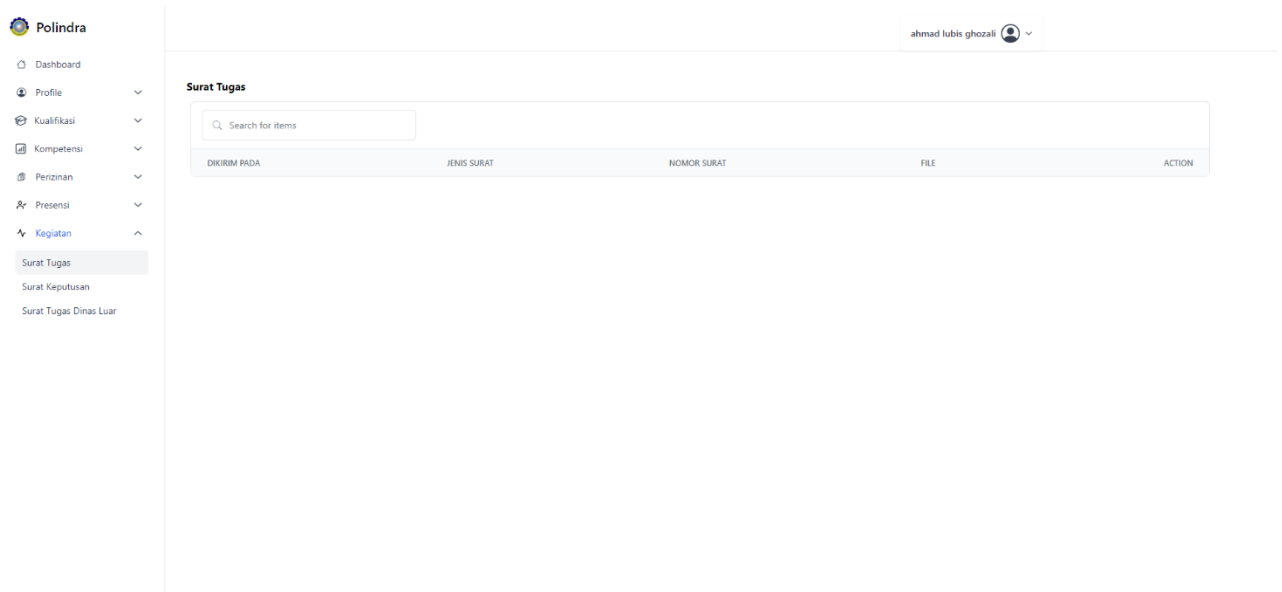 Polindra
ahmad lubis ghozali
Dashboard
Profile
Kualifikasi
Kompetensi
Perizinan
Presensi
Kegiatan
Surat Tugas
Surat Keputusan
Surat Tugas Dinas Luar
Surat Tugas
Search for items
DIKIRIM PADA JENIS SURAT NOMOR SURAT FILE ACTION